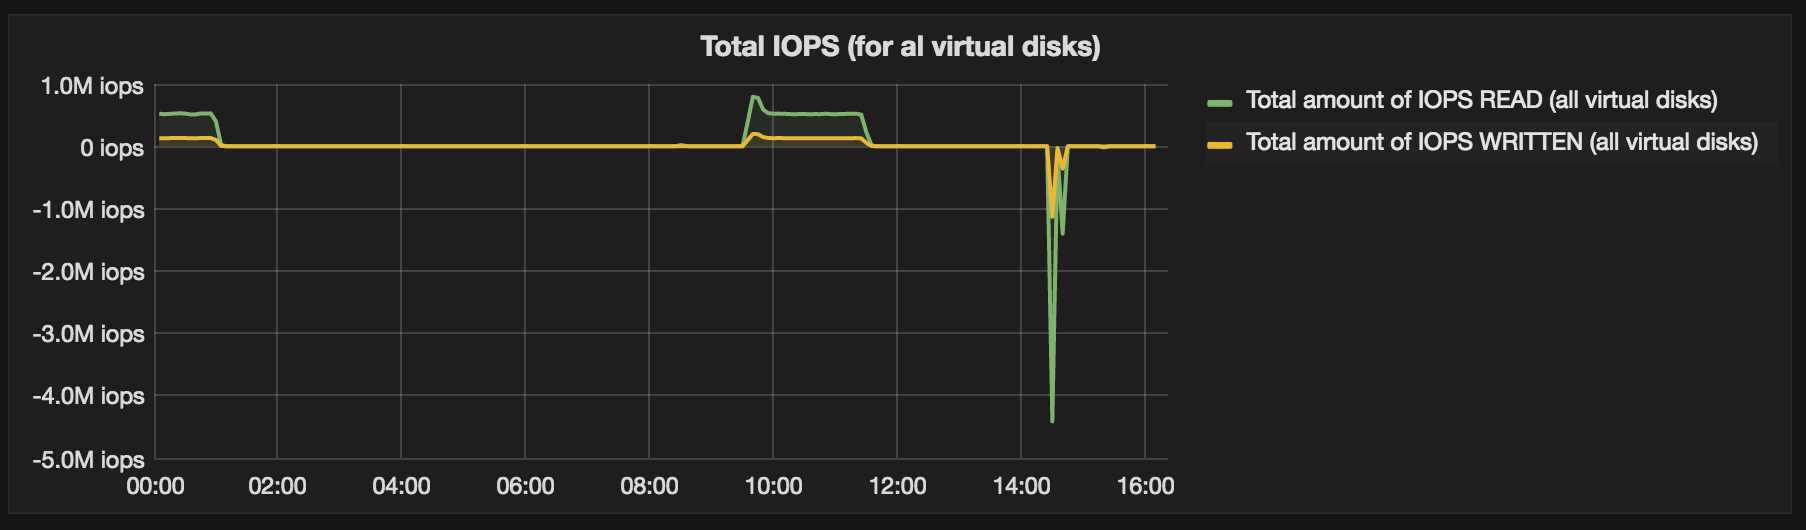 Total IOPS (for al virtual disks)
1.0M iops
0 iops
-1.0M iops
-2.0M iops
-3.0M iops
-4.0M iops
-5.0M iops
00:00 02:00 04:00 06:00 08:00 10:00 12:00 14:00 16:00
Total amount of IOPS READ (all virtual disks)
Total amount of IOPS WRITTEN (all virtual disks)